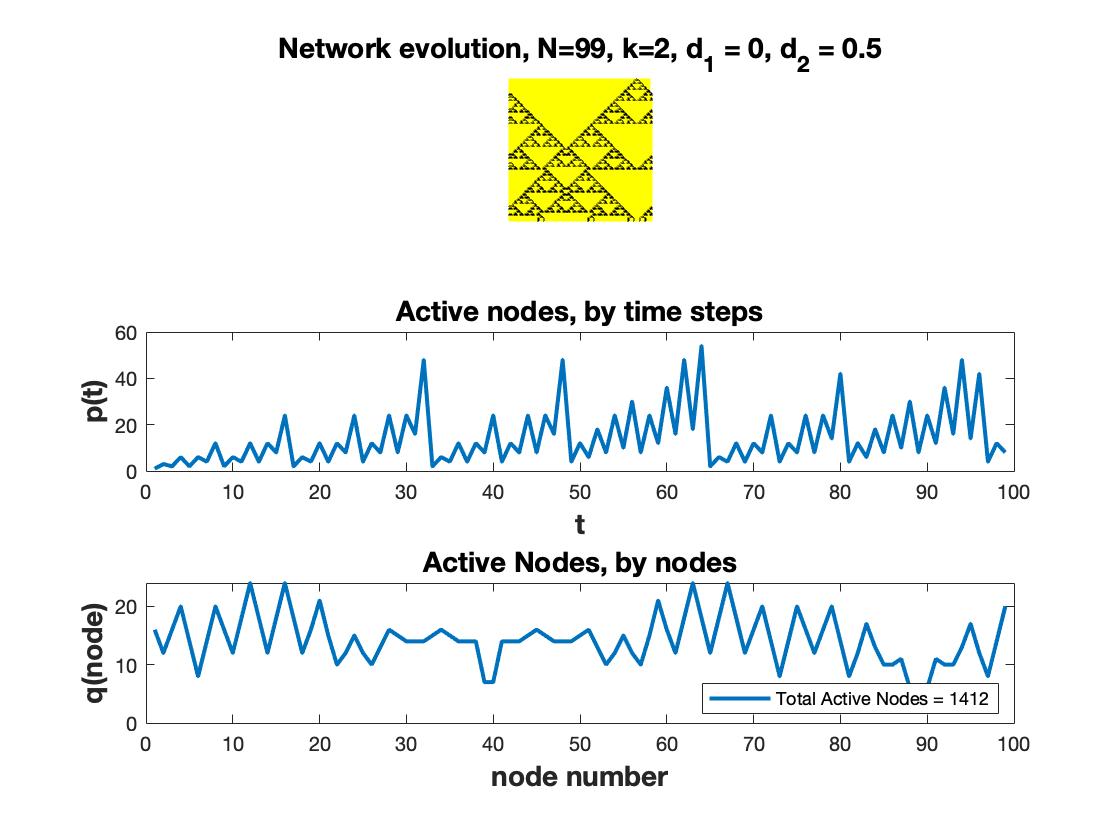 Network evolution, N=99, k=2, d1 = 0, d2 = 0.5
Active nodes, by time steps
60
40
20
0
p(t)
0 10 20 30 40 50 60 70 80 90 100
t
Active Nodes, by nodes
20
10
0
q(node)
Total Active Nodes = 1412
0 10 20 30 40 50 60 70 80 90 100
node number